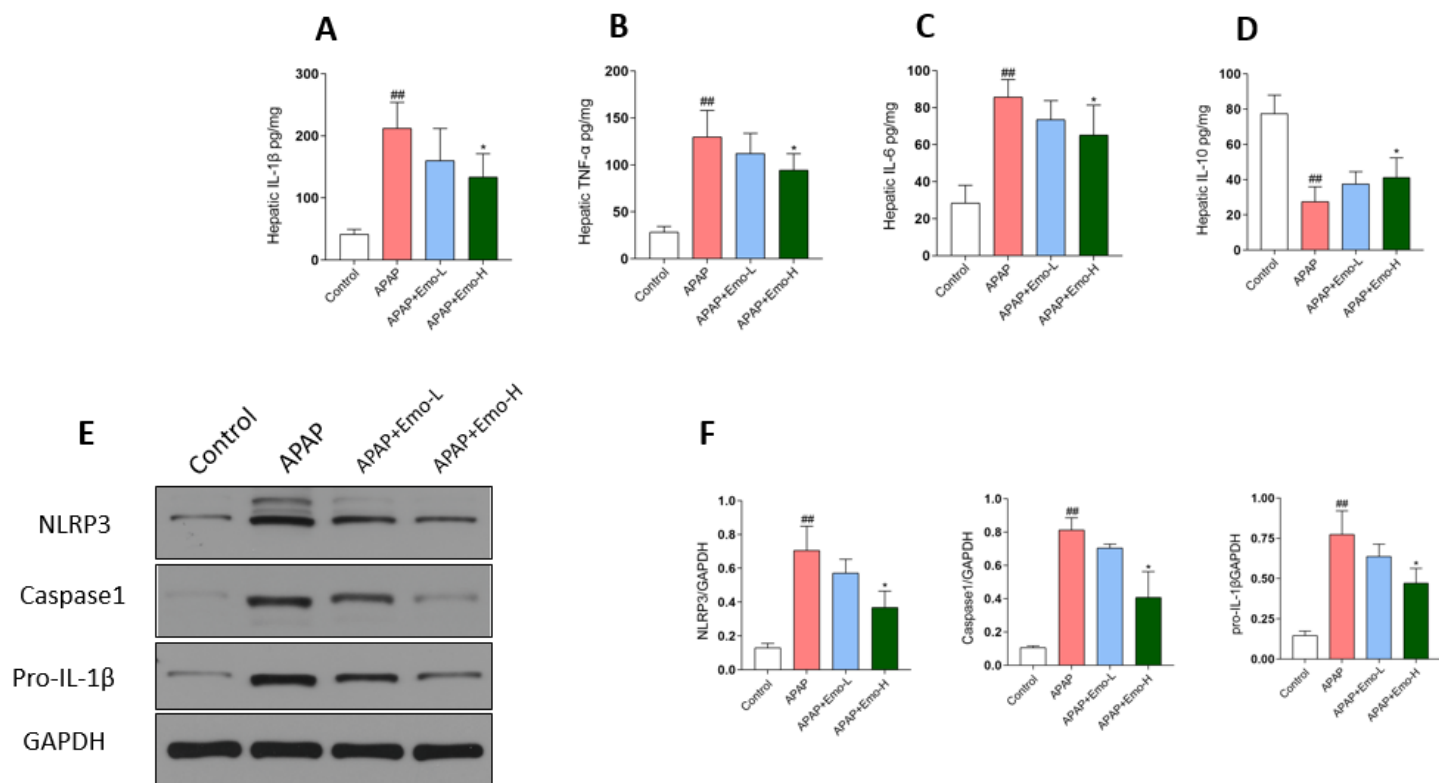 A
B
C
D
Hepatic IL-1β pg/mg
300
200
100
0
##
*
Control
APAP
APAP+Emo-L
APAP+Emo-H
Hepatic TNF-α pg/mg
200
150
100
50
0
##
*
Control
APAP
APAP+Emo-L
APAP+Emo-H
Hepatic IL-6 pg/mg
100
80
60
40
20
0
##
*
Control
APAP
APAP+Emo-L
APAP+Emo-H
Hepatic IL-10 pg/mg
100
80
60
40
20
0
##
*
Control
APAP
APAP+Emo-L
APAP+Emo-H
E
Control
APAP
APAP+Emo-L
APAP+Emo-H
NLRP3
Caspase1
Pro-IL-1β
GAPDH
F
NLRP3/GAPDH
1.0
0.8
0.6
0.4
0.2
0.0
##
*
Control
APAP
APAP+Emo-L
APAP+Emo-H
Caspase1/GAPDH
1.0
0.8
0.6
0.4
0.2
0.0
##
*
Control
APAP
APAP+Emo-L
APAP+Emo-H
pro-IL-1βGAPDH
1.00
0.75
0.50
0.25
0.00
##
*
Control
APAP
APAP+Emo-L
APAP+Emo-H